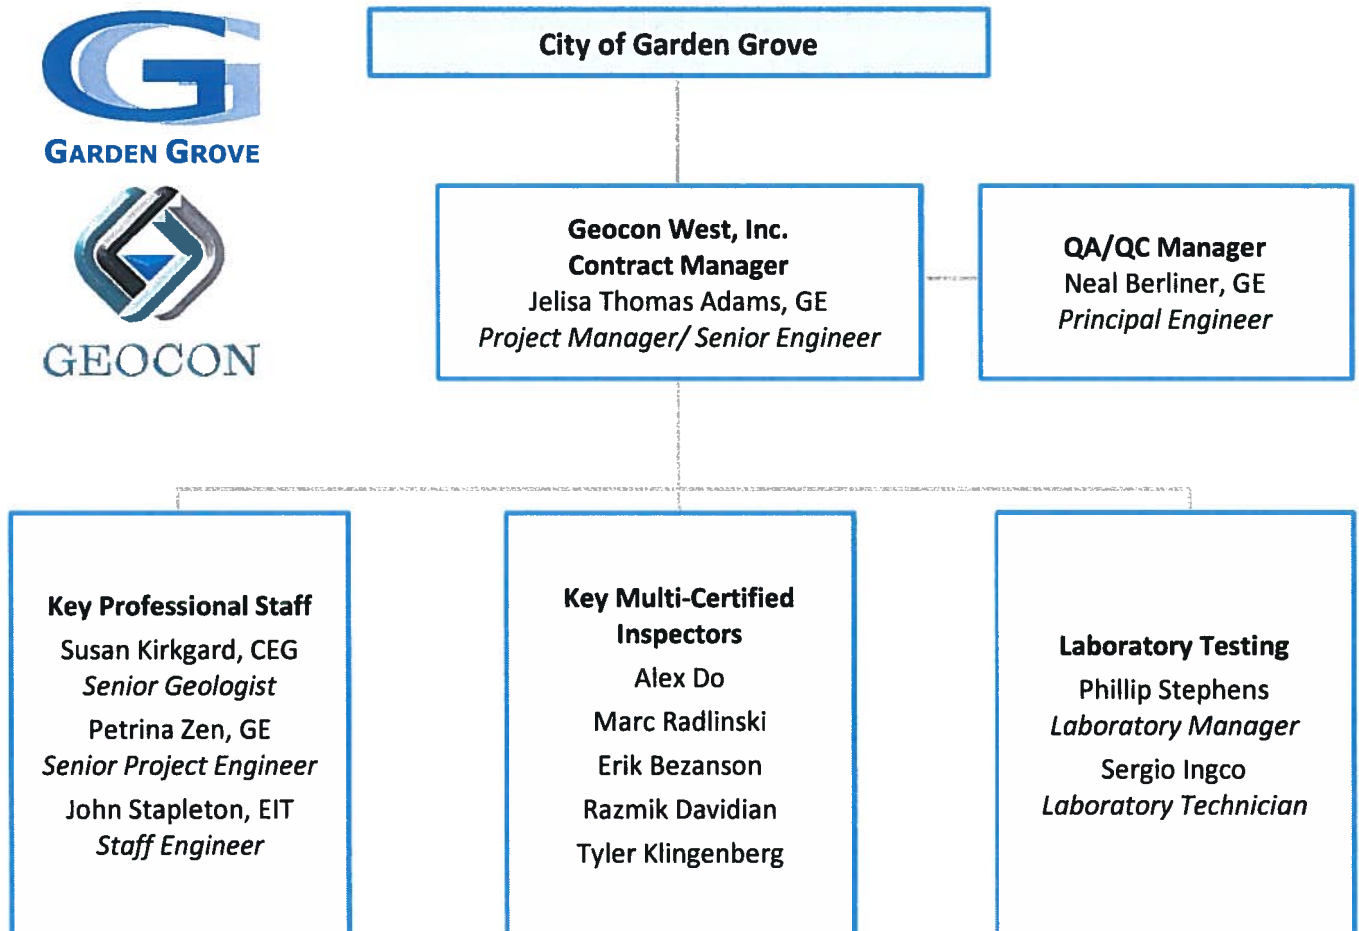 City of Garden Grove
GARDEN GROVE
GEOCON
Geocon West, Inc.
Contract Manager
Jelisa Thomas Adams, GE
Project Manager/ Senior Engineer
QA/QC Manager
Neal Berliner, GE
Principal Engineer
Key Professional Staff
Susan Kirkgard, CEG
Senior Geologist
Petrina Zen, GE
Senior Project Engineer
John Stapleton, EIT
Staff Engineer
Key Multi-Certified
Inspectors
Alex Do
Marc Radlinski
Erik Bezanson
Razmik Davidian
Tyler Klingenberg
Laboratory Testing
Phillip Stephens
Laboratory Manager
Sergio Ingco
Laboratory Technician